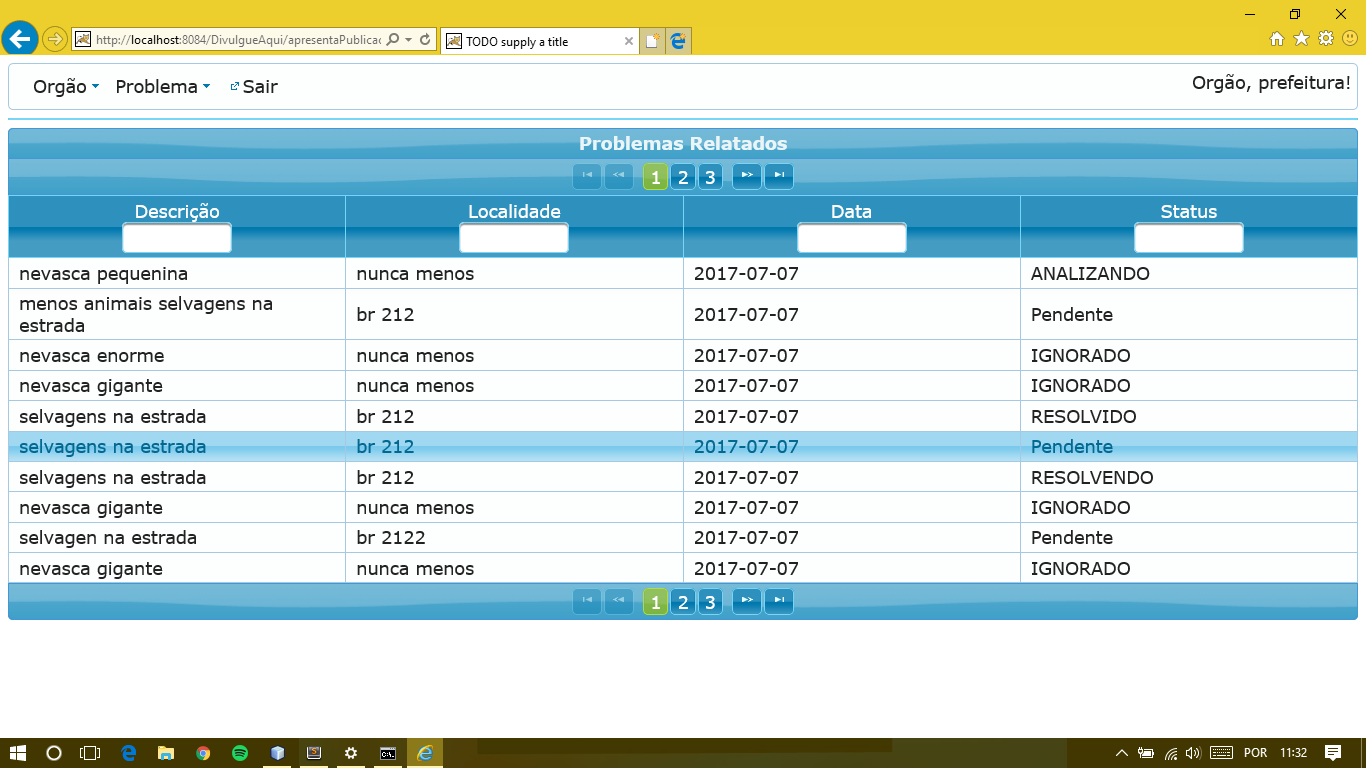 http://localhost:8084/DivulgueAqui/apresentaPublicac
TODO supply a title
Orgão Problema Sair Orgão, prefeitura!
Problemas Relatados
1 2 3
Descrição Localidade Data Status
nevasca pequenina nunca menos 2017-07-07 ANALIZANDO
menos animais selvagens na estrada br 212 2017-07-07 Pendente
nevasca enorme nunca menos 2017-07-07 IGNORADO
nevasca gigante nunca menos 2017-07-07 IGNORADO
selvagens na estrada br 212 2017-07-07 RESOLVIDO
selvagens na estrada br 212 2017-07-07 Pendente
selvagens na estrada br 212 2017-07-07 RESOLVENDO
nevasca gigante nunca menos 2017-07-07 IGNORADO
selvagen na estrada br 2122 2017-07-07 Pendente
nevasca gigante nunca menos 2017-07-07 IGNORADO
1 2 3
POR 11:32